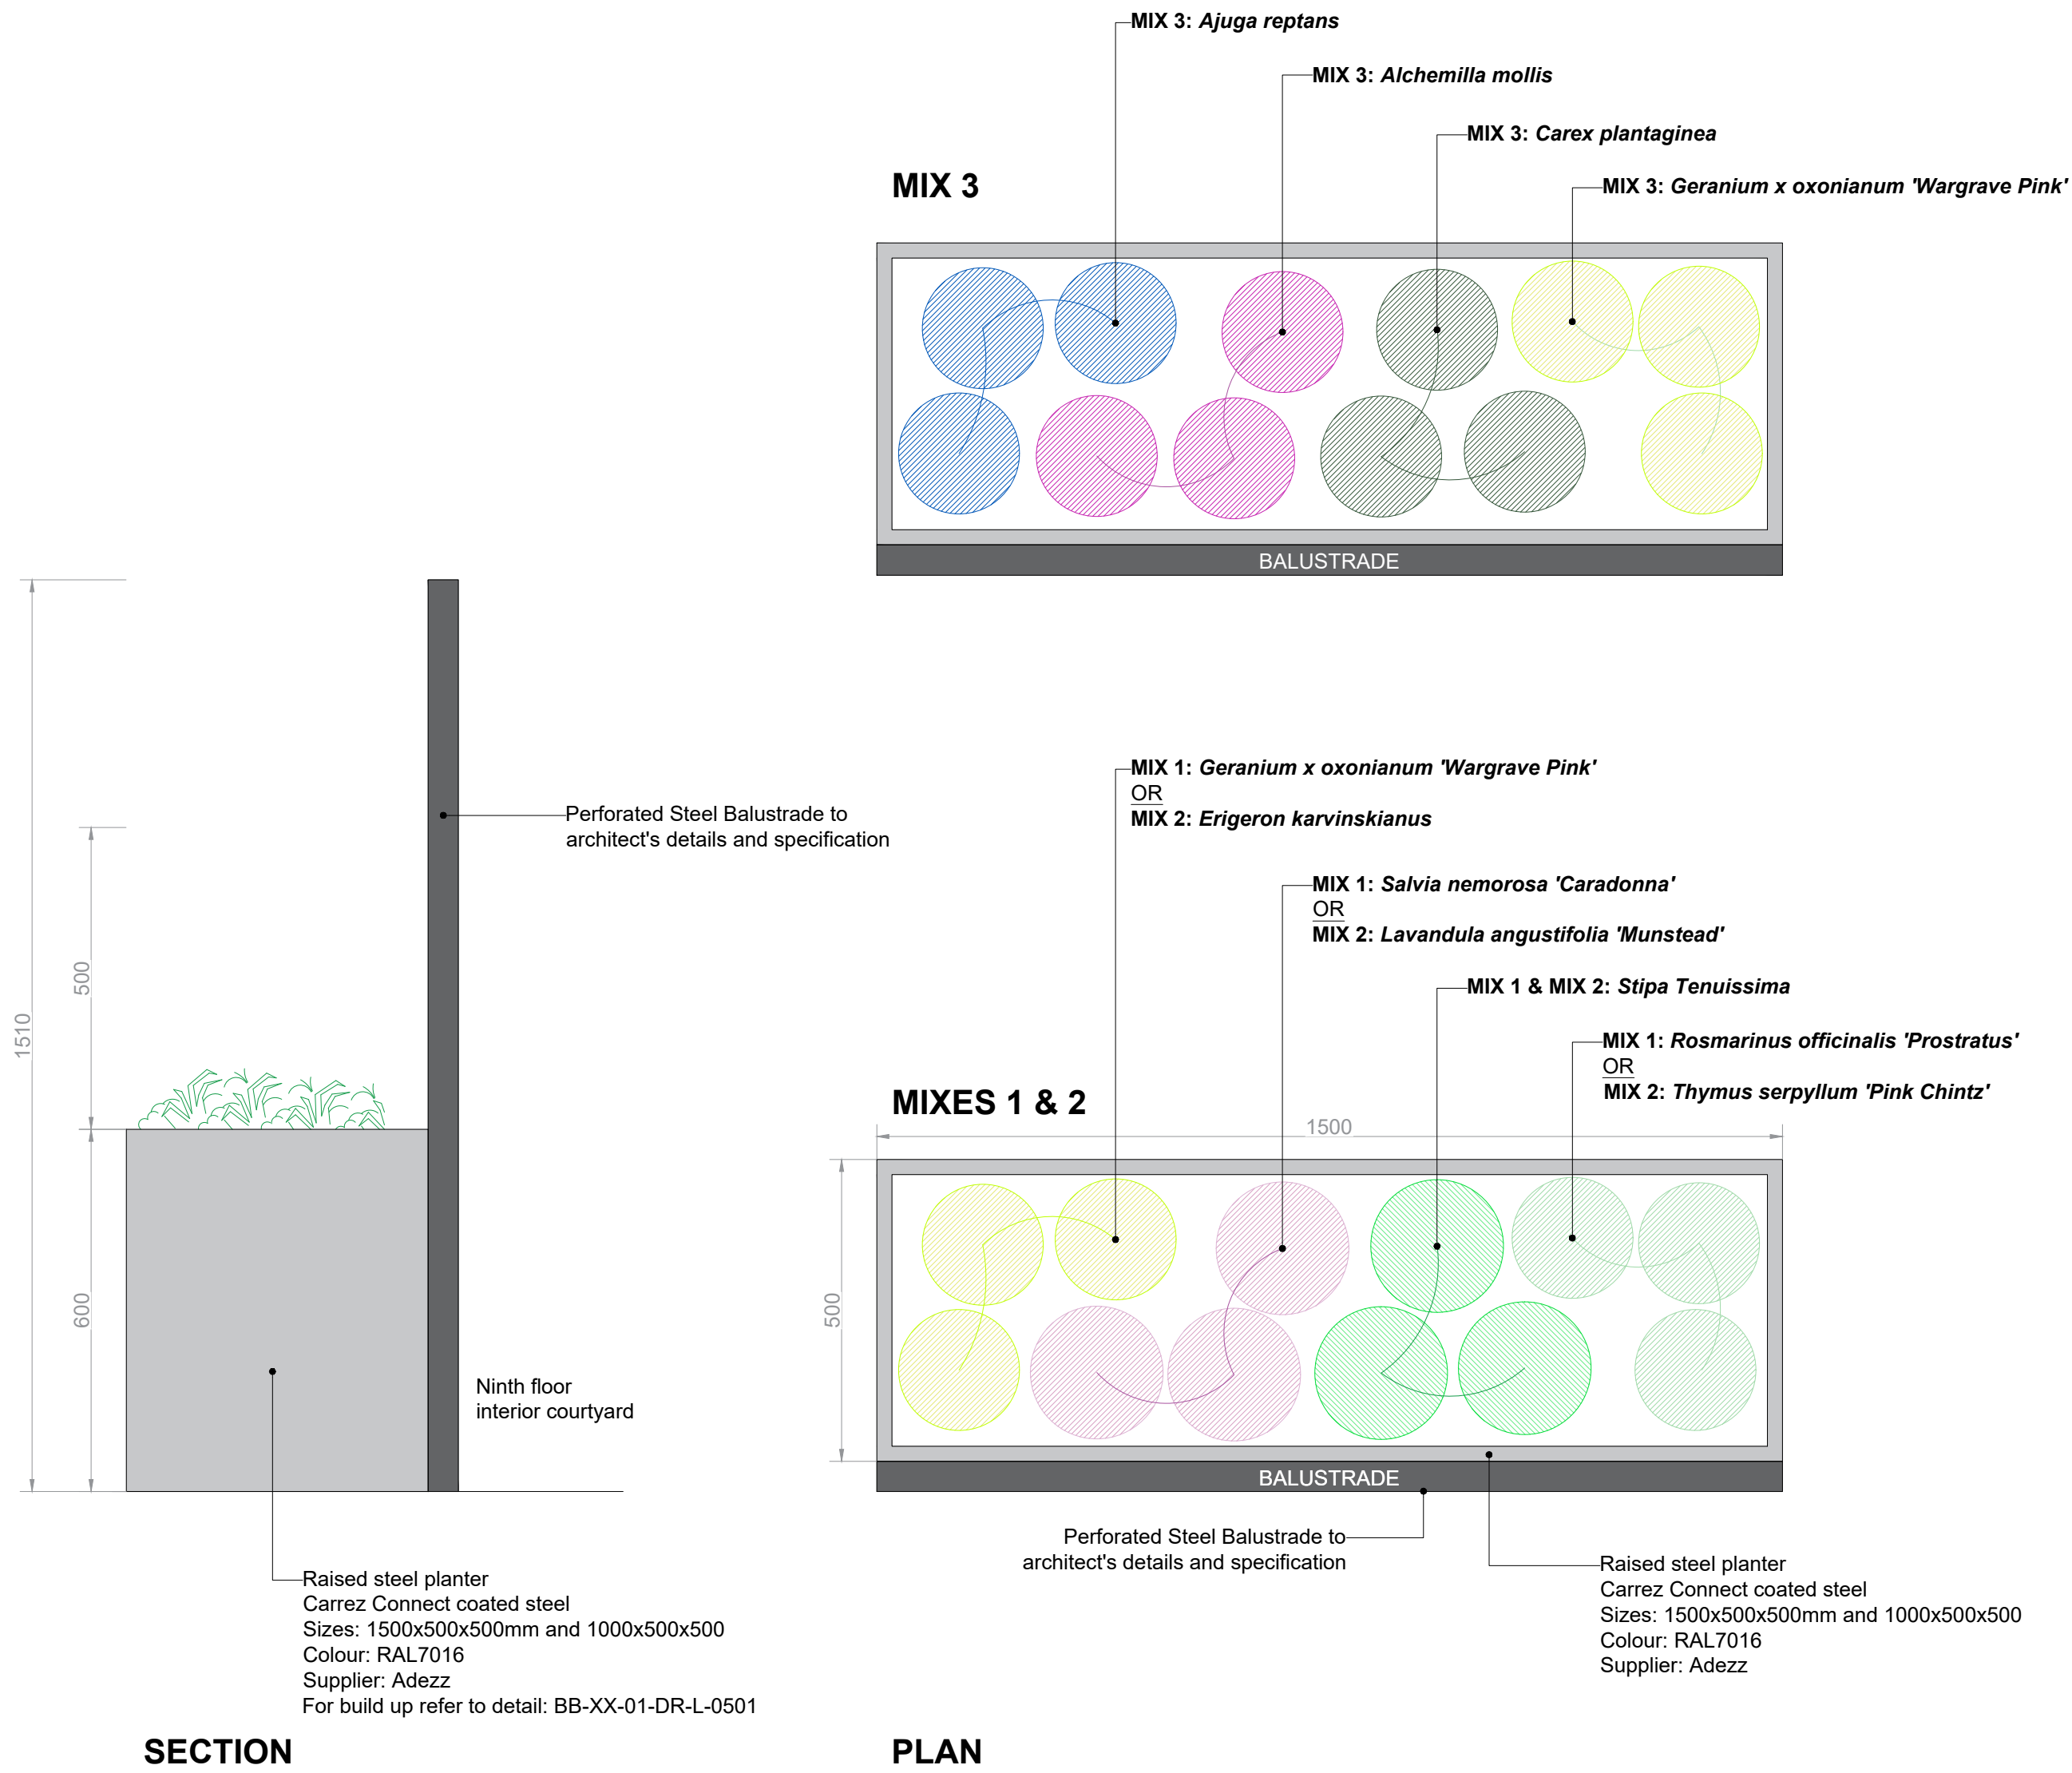 MIX 3: Ajuga reptans
MIX 3: Alchemilla mollis
MIX 3: Carex plantaginea
MIX 3
MIX 3: Geranium x oxonianum 'Wargrave Pink'
BALUSTRADE
1510
500
600
Perforated Steel Balustrade to
architect's details and specification
Ninth floor
interior courtyard
Raised steel planter
Carrez Connect coated steel
Sizes: 1500x500x500mm and 1000x500x500
Colour: RAL7016
Supplier: Adezz
For build up refer to detail: BB-XX-01-DR-L-0501
SECTION
MIX 1: Geranium x oxonianum 'Wargrave Pink'
OR
MIX 2: Erigeron karvinskianus
MIX 1: Salvia nemorosa 'Caradonna'
OR
MIX 2: Lavandula angustifolia 'Munstead'
MIX 1 & MIX 2: Stipa Tenuissima
MIX 1: Rosmarinus officinalis 'Prostratus'
OR
MIX 2: Thymus serpyllum 'Pink Chintz'
MIXES 1 & 2
1500
500
BALUSTRADE
Perforated Steel Balustrade to
architect's details and specification
Raised steel planter
Carrez Connect coated steel
Sizes: 1500x500x500mm and 1000x500x500
Colour: RAL7016
Supplier: Adezz
PLAN